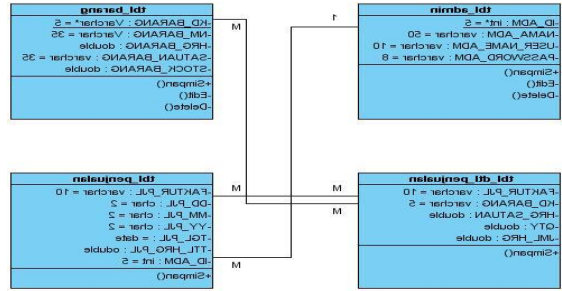 tbl_barang
-KD_BARANG : Varchar* = 5
-NM_BARANG : Varchar = 35
-HRG_BARANG : double
-SATUAN_BARANG : varchar = 35
-STOCK_BARANG : double
+Simpan()
-Edit()
-Delete()
M
1
tbl_admin
-ID_ADM : int* = 5
-NAMA_ADM : varchar = 50
-USER_NAME_ADM : varchar = 10
-PASSWORD_ADM : varchar = 8
+Simpan()
-Edit()
-Delete()
tbl_penjualan
-FAKTUR_PJL : varchar = 10
-DD_PJL : char = 2
-MM_PJL : char = 2
-YY_PJL : char = 2
-TGL_PJL : = date
-TTL_HRG_PJL : oduble
-ID_ADM : int = 5
+Simpan()
M
M
M
M
tbl_dtl_penjualan
-FAKTUR_PJL : varchar = 10
-KD_BARANG : varchar = 5
-HRG_SATUAN : double
-QTY : double
-JML_HRG : double
+Simpan()